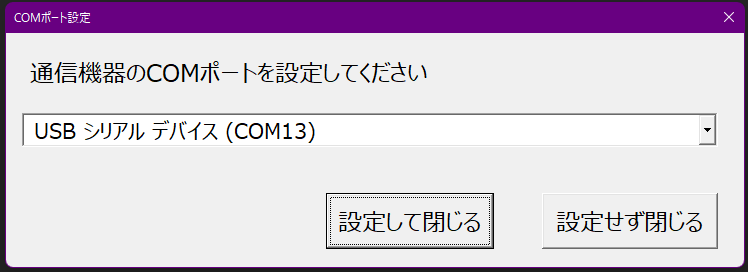 COMポート設定
通信機器のCOMポートを設定してください
USB シリアル デバイス (COM13)
設定して閉じる
設定せず閉じる